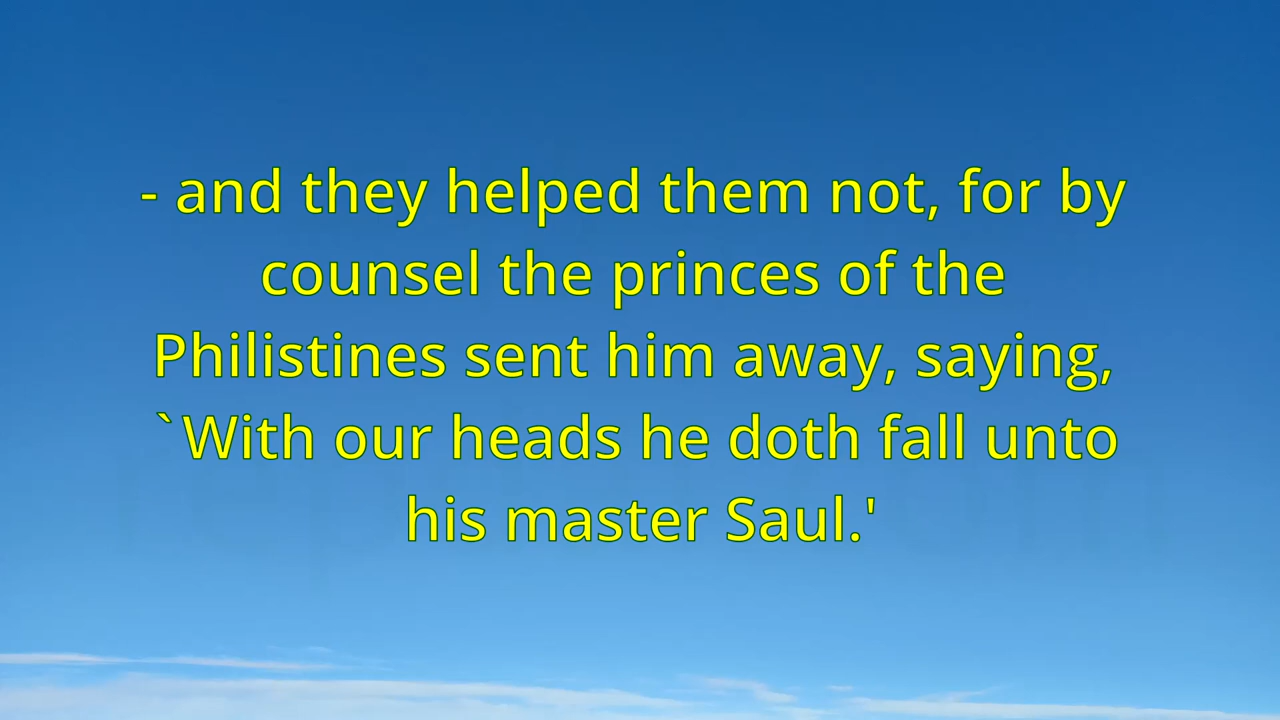 - and they helped them not, for by
counsel the princes of the
Philistines sent him away, saying,
`With our heads he doth fall unto
his master Saul.'